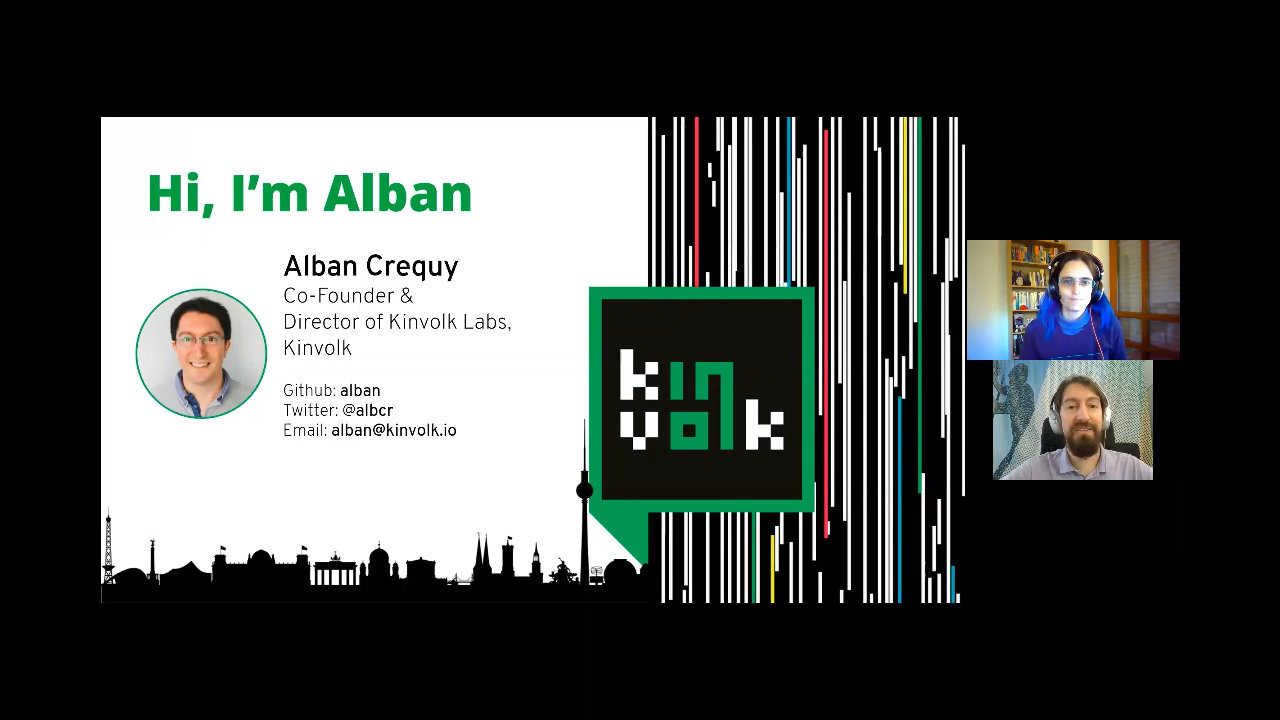 Hi, I'm Alban
Alban Crequy
Co-Founder &
Director of Kinvolk Labs,
Kinvolk
Github: alban
Twitter: @albcr
Email: alban@kinvolk.io
kin
volk